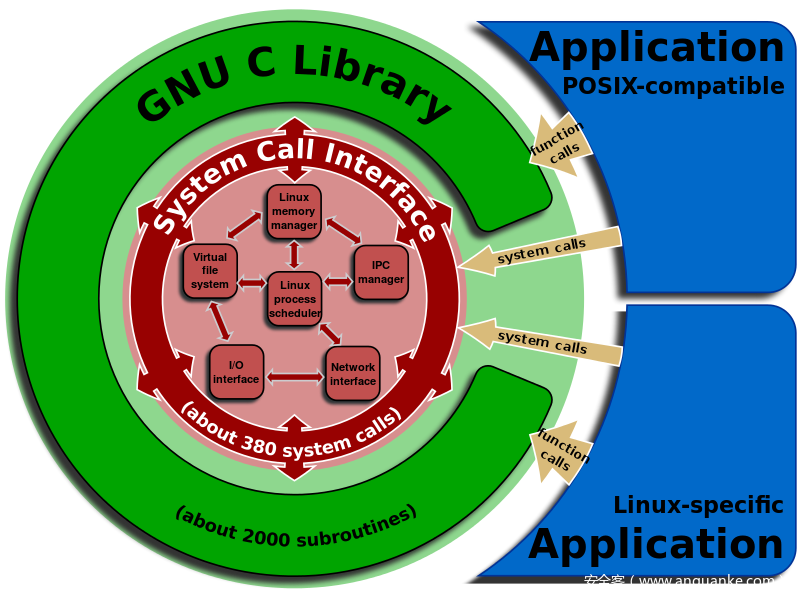 Application
POSIX-compatible
GNU C Library
function
calls
System Call Interface
Linux
memory
manager
system calls
Virtual
file
system
IPC
manager
Linux
process
scheduler
system calls
I/O
interface
Network
interface
(about 380 system calls)
function
calls
(about 2000 subroutines)
Linux-specific
Application
安全客 ( www.anquanke.com